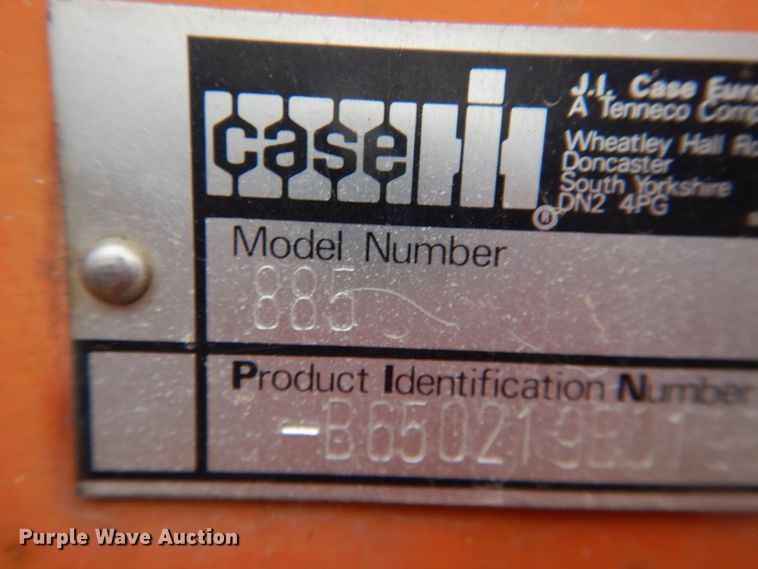 case IH
J.I. Case Euro
A Tenneco Comp
Wheatley Hall Ro
Doncaster
South Yorkshire
DN2 4PG
Model Number
885
Product Identification Number
Purple Wave Auction